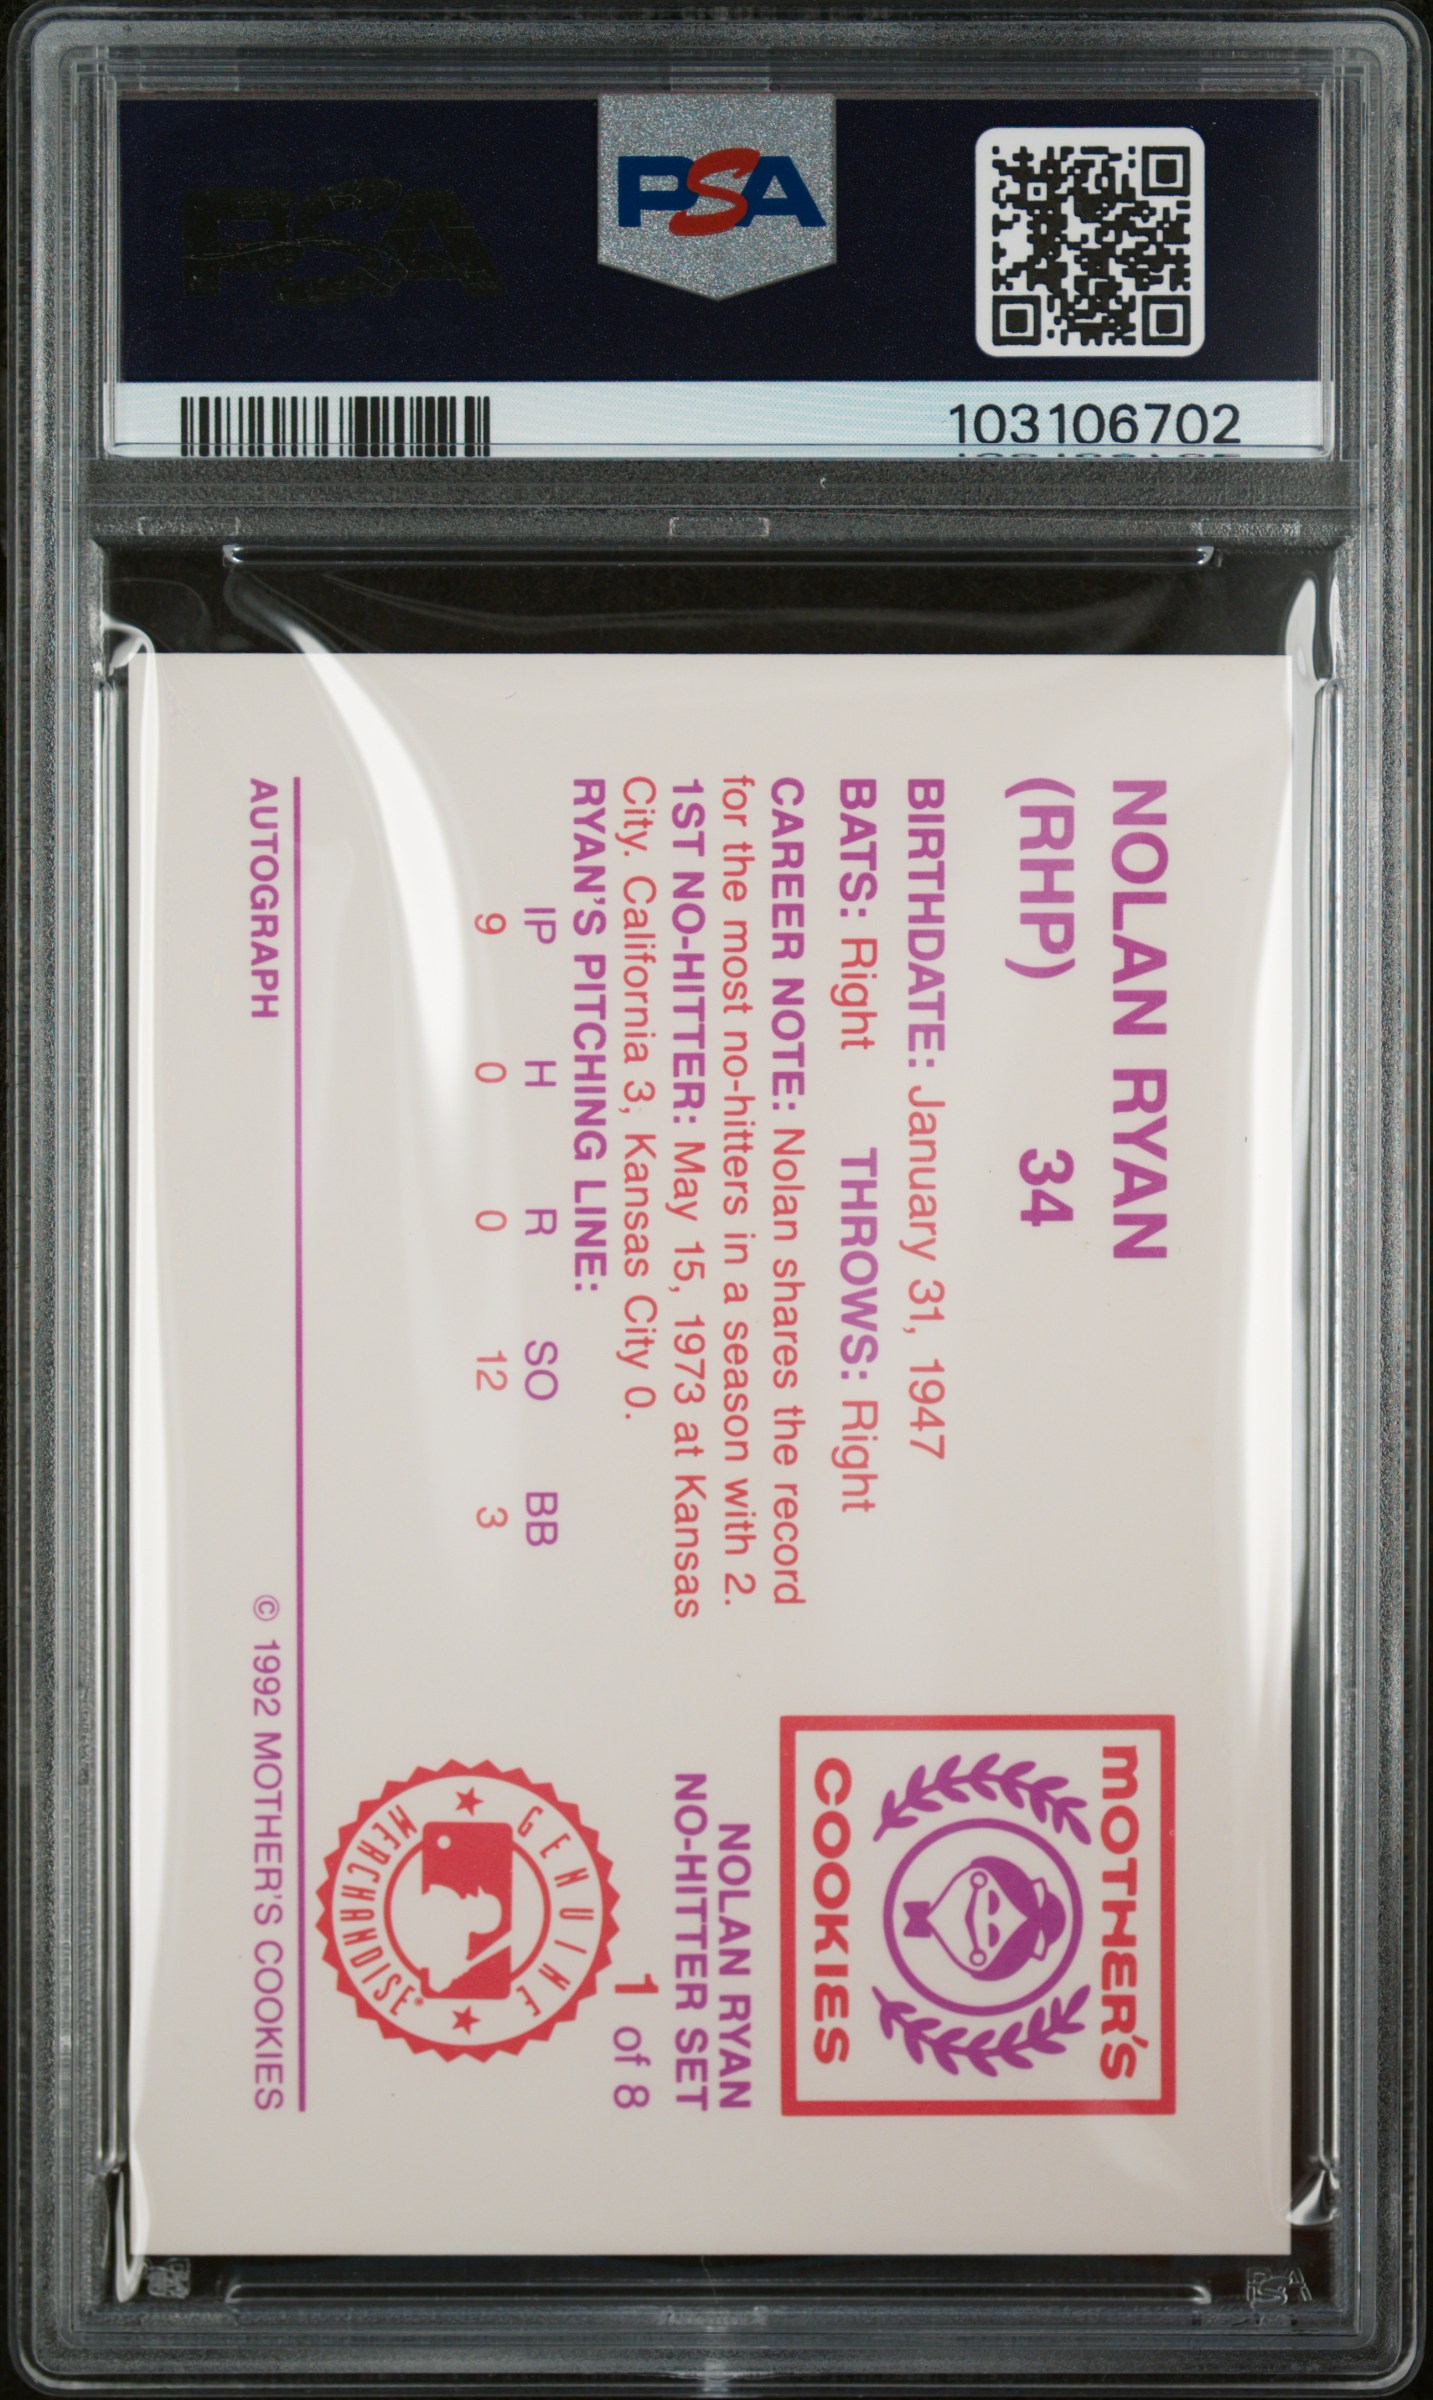 PSA
PSA
103106702
NOLAN RYAN
(RHP) 34
BIRTHDATE: January 31, 1947
BATS: Right THROWS: Right
CAREER NOTE: Nolan shares the record
for the most no-hitters in a season with 2.
1ST NO-HITTER: May 15, 1973 at Kansas
City. California 3, Kansas City 0.
RYAN'S PITCHING LINE:
IP H R SO BB
9 0 0 12 3
MOTHER'S
COOKIES
NOLAN RYAN
NO-HITTER SET
1 of 8
GENUINE
MERCHANDISE®
AUTOGRAPH
© 1992 MOTHER'S COOKIES
PSA